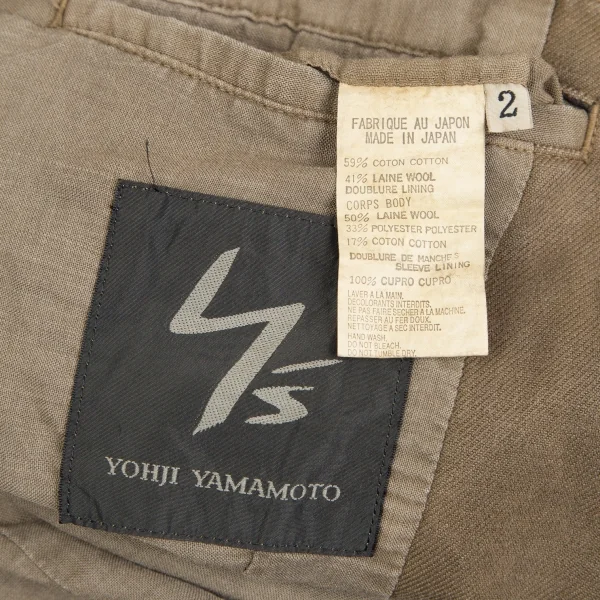 2
FABRIQUE AU JAPON
MADE IN JAPAN
59% COTON COTTON
41% LAINE WOOL
DOUBLURE LINING
CORPS BODY
50% LAINE WOOL
33% POLYESTER POLYESTER
17% COTON COTTON
DOUBLURE DE MANCHES
SLEEVE LINING
100% CUPRO CUPRO
LAVER A LA MAIN.
DECOLORANTS INTERDITS.
NE PAS FAIRE SECHER A LA MACHINE.
REPASSER AU FER DOUX.
NETTOYAGE A SEC INTERDIT.
HAND WASH.
DO NOT BLEACH.
DO NOT TUMBLE DRY.
Y's
YOHJI YAMAMOTO